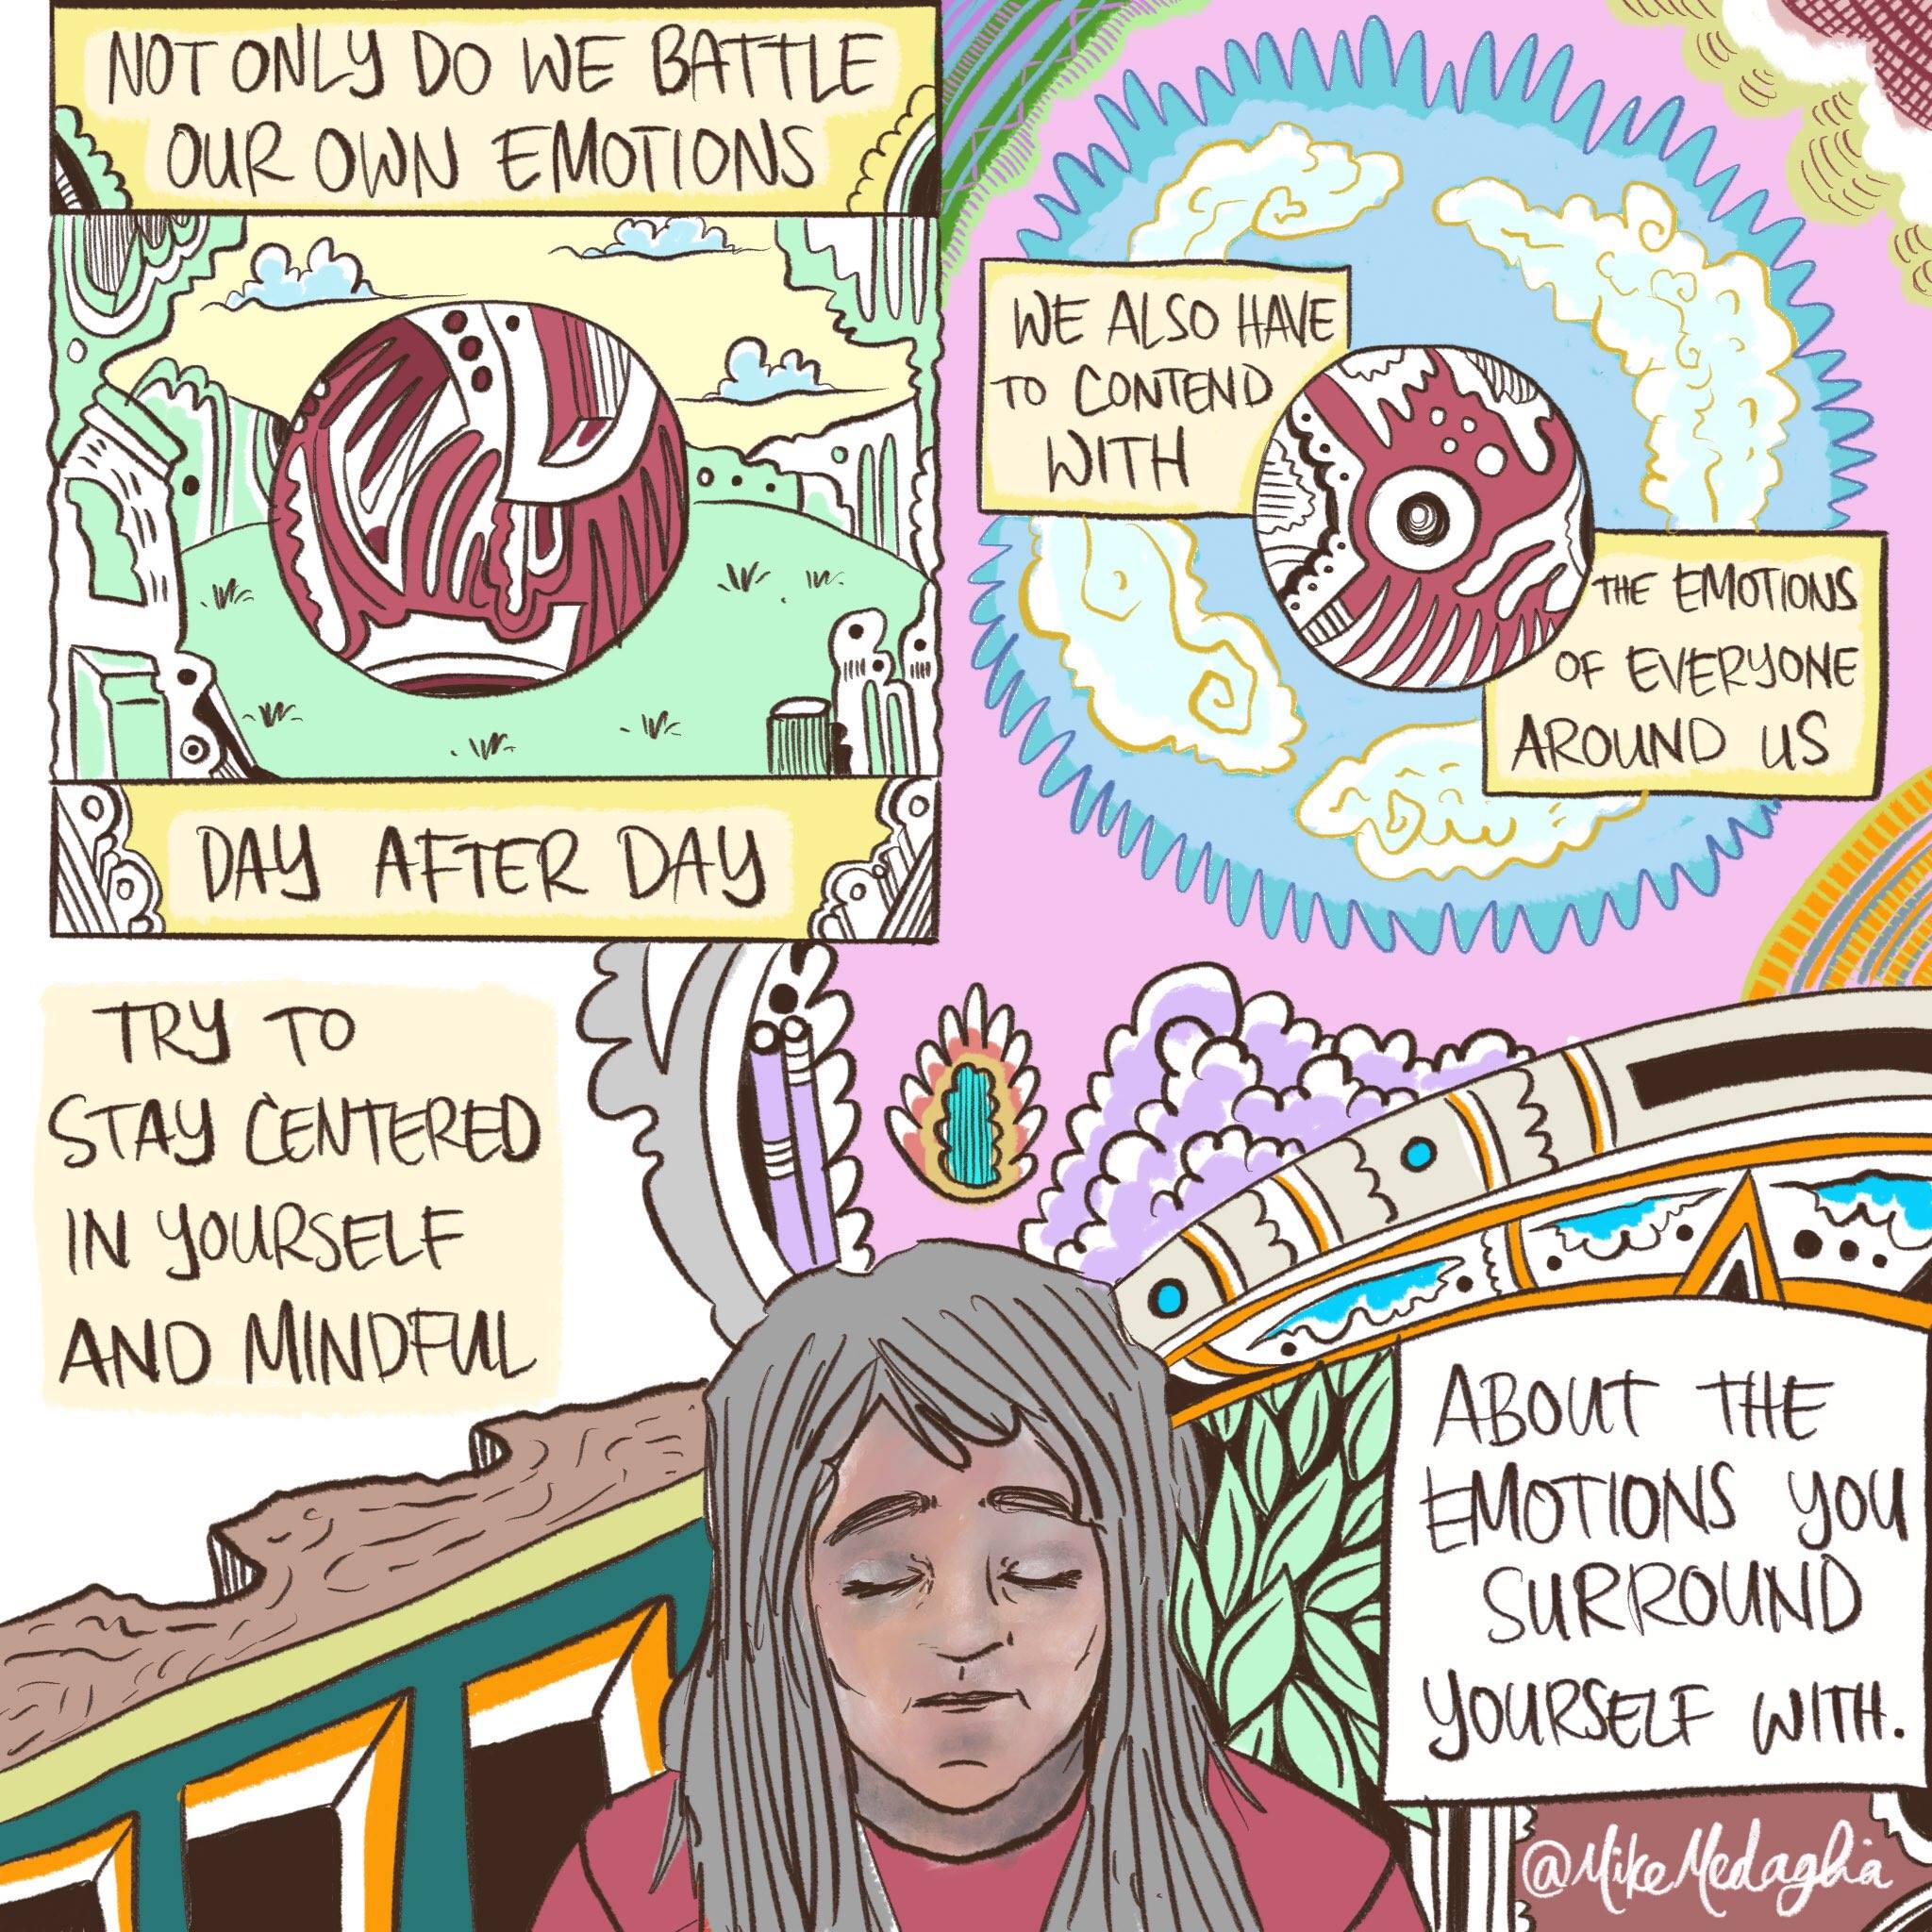 NOT ONLY DO WE BATTLE
OUR OWN EMOTIONS
DAY AFTER DAY
WE ALSO HAVE
TO CONTEND
WITH
THE EMOTIONS
OF EVERYONE
AROUND US
TRY TO
STAY CENTERED
IN YOURSELF
AND MINDFUL
ABOUT THE
EMOTIONS YOU
SURROUND
YOURSELF WITH.
@MikeMedaglia